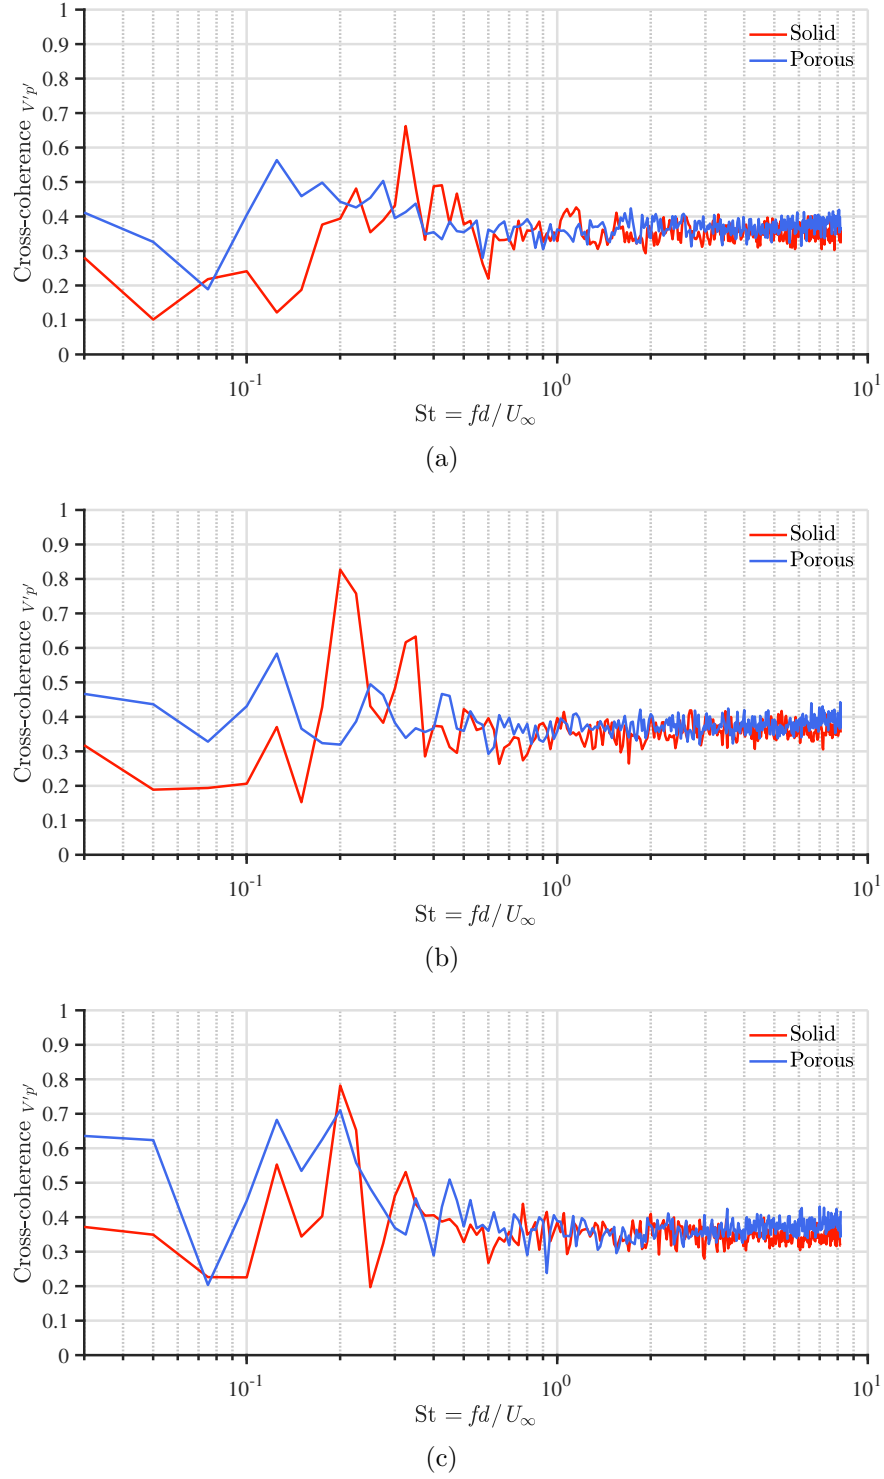 1
0.9
0.8
0.7
0.6
0.5
0.4
0.3
0.2
0.1
0
Cross-coherence V'p'
Solid
Porous
10^-1
10^0
10^1
St = fd/U∞
(a)
1
0.9
0.8
0.7
0.6
0.5
0.4
0.3
0.2
0.1
0
Cross-coherence V'p'
Solid
Porous
10^-1
10^0
10^1
St = fd/U∞
(b)
1
0.9
0.8
0.7
0.6
0.5
0.4
0.3
0.2
0.1
0
Cross-coherence V'p'
Solid
Porous
10^-1
10^0
10^1
St = fd/U∞
(c)